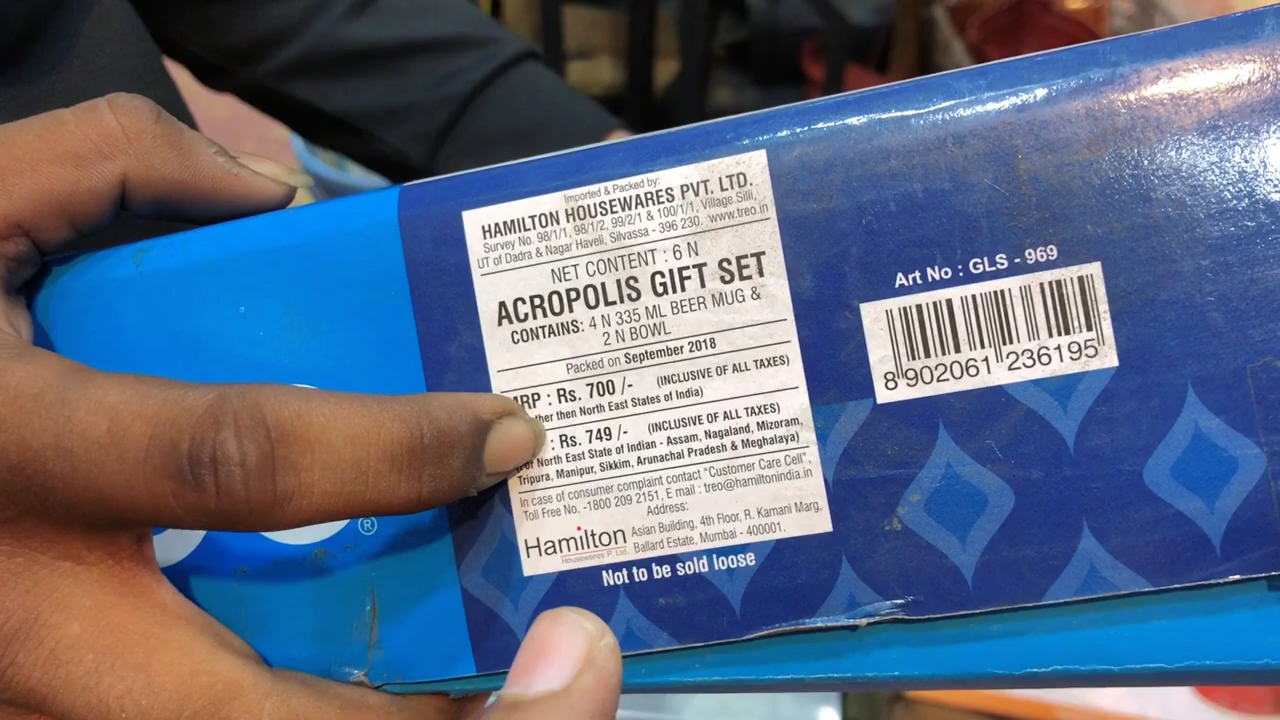 Imported & Packed by:
HAMILTON HOUSEWARES PVT. LTD.
Survey No. 98/1/1, 98/1/2, 99/2/1 & 100/1/1, Village Silli,
UT of Dadra & Nagar Haveli, Silvassa - 396 230. www.treo.in
NET CONTENT : 6 N
ACROPOLIS GIFT SET
CONTAINS: 4 N 335 ML BEER MUG &
2 N BOWL
Packed on September 2018
MRP : Rs. 700 /- (INCLUSIVE OF ALL TAXES)
ther then North East States of India)
: Rs. 749 /- (INCLUSIVE OF ALL TAXES)
For North East State of Indian - Assam, Nagaland, Mizoram,
Tripura, Manipur, Sikkim, Arunachal Pradesh & Meghalaya)
In case of consumer complaint contact "Customer Care Cell",
Toll Free No. -1800 209 2151, E mail : treo@hamiltonindia.in
Address:
Hamilton
Housewares P. Ltd.
Asian Building, 4th Floor, R. Kamani Marg,
Ballard Estate, Mumbai - 400001.
Not to be sold loose
Art No : GLS - 969
8 902061 236195
®